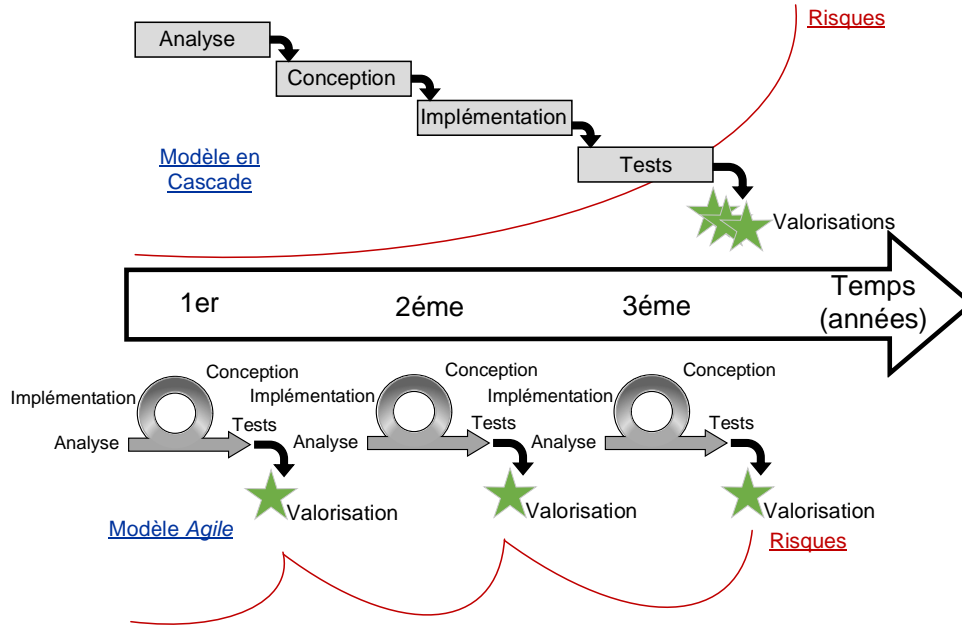 Risques
Analyse
Conception
Implémentation
Modèle en
Cascade
Tests
Valorisations
1er
2éme
3éme
Temps
(années)
Conception
Implémentation
Analyse
Tests
Valorisation
Conception
Implémentation
Analyse
Tests
Valorisation
Conception
Implémentation
Analyse
Tests
Valorisation
Modèle Agile
Risques